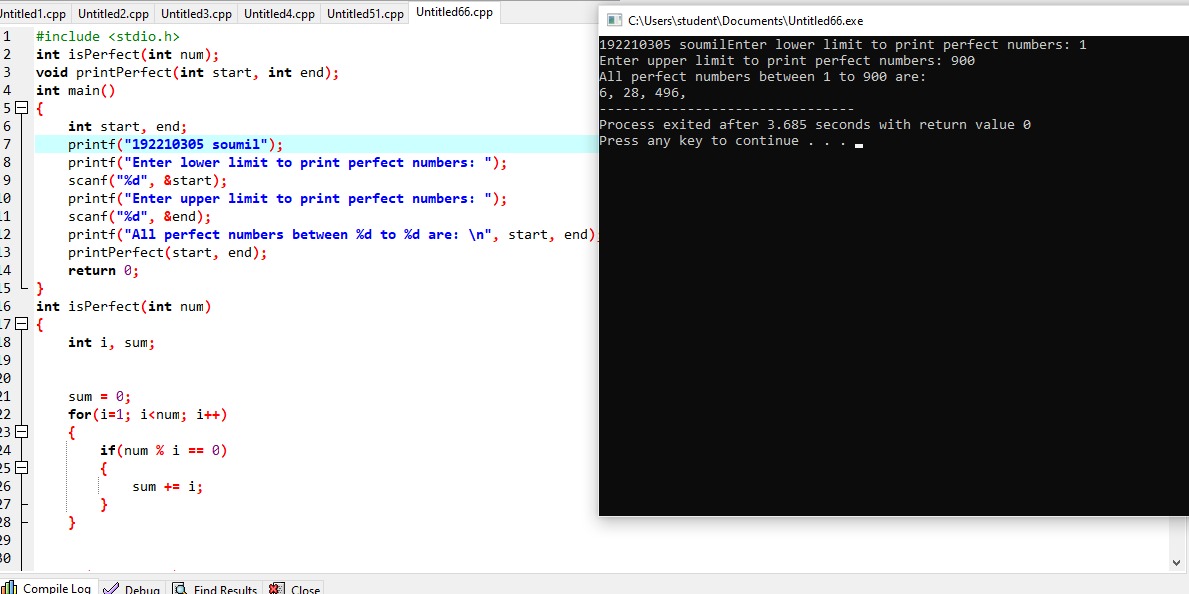 Untitled1.cpp Untitled2.cpp Untitled3.cpp Untitled4.cpp Untitled51.cpp Untitled66.cpp
1 #include <stdio.h>
2 int isPerfect(int num);
3 void printPerfect(int start, int end);
4 int main()
5 {
6 int start, end;
7 printf("192210305 soumil");
8 printf("Enter lower limit to print perfect numbers: ");
9 scanf("%d", &start);
10 printf("Enter upper limit to print perfect numbers: ");
11 scanf("%d", &end);
12 printf("All perfect numbers between %d to %d are: \n", start, end);
13 printPerfect(start, end);
14 return 0;
15 }
16 int isPerfect(int num)
17 {
18 int i, sum;
19
20
21 sum = 0;
22 for(i=1; i<num; i++)
23 {
24 if(num % i == 0)
25 {
26 sum += i;
27 }
28 }
29
30
Compile Log Debug Find Results Close
C:\Users\student\Documents\Untitled66.exe
192210305 soumilEnter lower limit to print perfect numbers: 1
Enter upper limit to print perfect numbers: 900
All perfect numbers between 1 to 900 are:
6, 28, 496,
--------------------------------
Process exited after 3.685 seconds with return value 0
Press any key to continue . . .